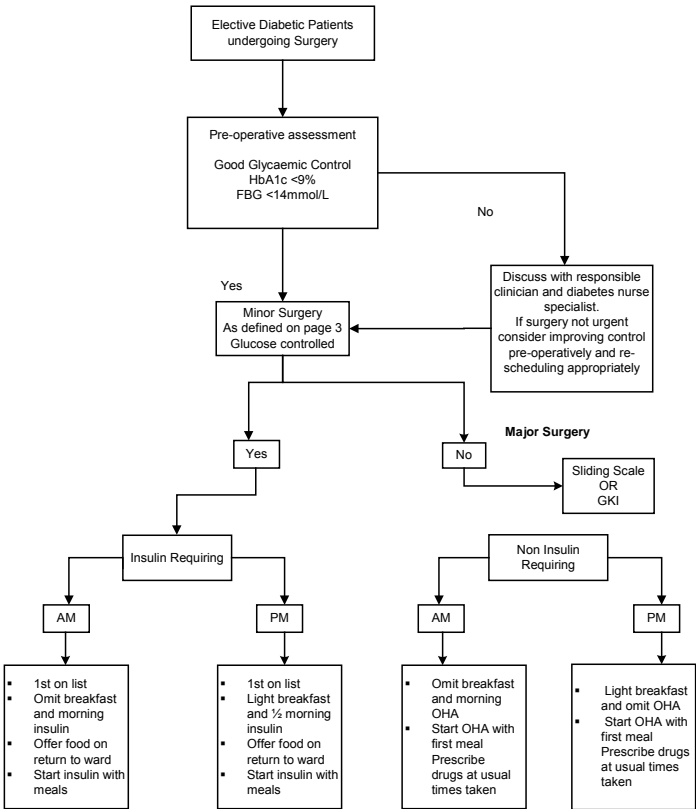 Elective Diabetic Patients
undergoing Surgery
Pre-operative assessment
Good Glycaemic Control
HbA1c <9%
FBG <14mmol/L
No
Yes
Discuss with responsible
clinician and diabetes nurse
specialist.
If surgery not urgent
consider improving control
pre-operatively and re-
scheduling appropriately
Minor Surgery
As defined on page 3
Glucose controlled
Major Surgery
Yes
No
Sliding Scale
OR
GKI
Insulin Requiring
Non Insulin
Requiring
AM
PM
AM
PM
▪ 1st on list
▪ Omit breakfast
and morning
insulin
▪ Offer food on
return to ward
▪ Start insulin with
meals
▪ 1st on list
▪ Light breakfast
and ½ morning
insulin
▪ Offer food on
return to ward
▪ Start insulin with
meals
▪ Omit breakfast
and morning
OHA
▪ Start OHA with
first meal
Prescribe
drugs at usual
times taken
▪ Light breakfast
and omit OHA
▪ Start OHA with
first meal
Prescribe drugs
at usual times
taken